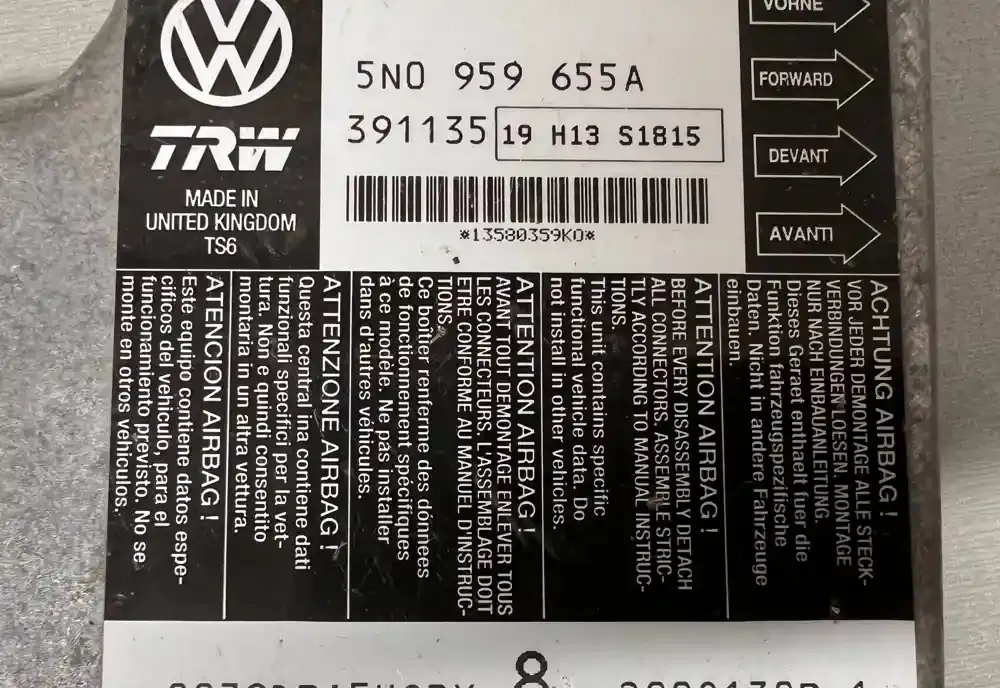 VORNE
FORWARD
DEVANT
AVANTI
TRW
MADE IN
UNITED KINGDOM
TS6
5N0 959 655A
391135 19 H13 S1815
*13580359K0*
ACHTUNG AIRBAG !
VOR JEDER DEMONTAGE ALLE STECK-
VERBINDUNGEN LOESEN. MONTAGE
NUR NACH EINBAUANLEITUNG.
Dieses Geraet enthaelt fuer die
Funktion fahrzeugspezifische
Daten. Nicht in andere Fahrzeuge
einbauen.
ATTENTION AIRBAG !
BEFORE EVERY DISASSEMBLY DETACH
ALL CONNECTORS. ASSEMBLE STRIC-
TLY ACCORDING TO MANUAL INSTRUC-
TIONS.
This unit contains specific
functional vehicle data. Do
not install in other vehicles.
ATTENTION AIRBAG !
AVANT TOUT DEMONTAGE ENLEVER TOUS
LES CONNECTEURS. L'ASSEMBLAGE DOIT
ETRE CONFORME AU MANUEL D'INSTRUC-
TIONS.
Ce boîtier renferme des données
de fonctionnement spécifiques
à ce modèle. Ne pas installer
dans d'autres véhicules.
ATTENZIONE AIRBAG !
Questa central ina contiene dati
funzionali specifici per la vet-
tura. Non e quindi consentito
montaria in un altra vettura.
ATENCION AIRBAG !
Este equipo contiene datos espe-
cificos del vehiculo, para el
funcionamiento previsto. No se
monte en otros vehiculos.
8